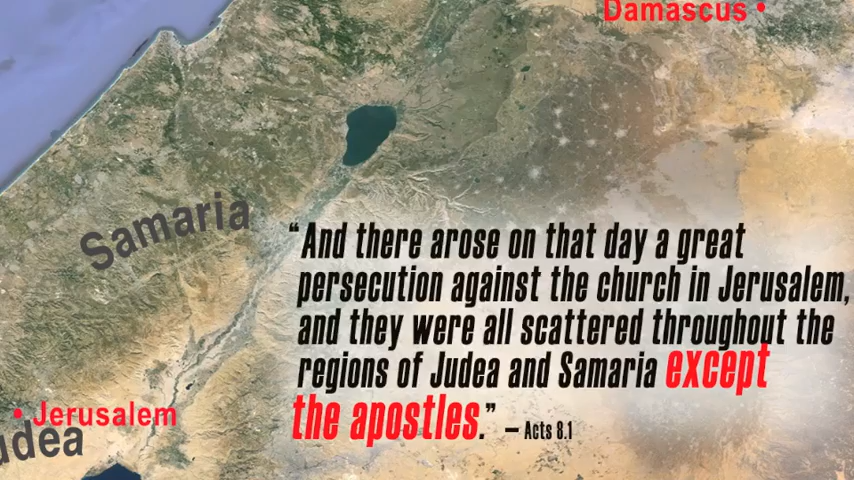 Damascus •
Samaria
“And there arose on that day a great
persecution against the church in Jerusalem,
and they were all scattered throughout the
regions of Judea and Samaria except
the apostles.” – Acts 8.1
• Jerusalem
udea